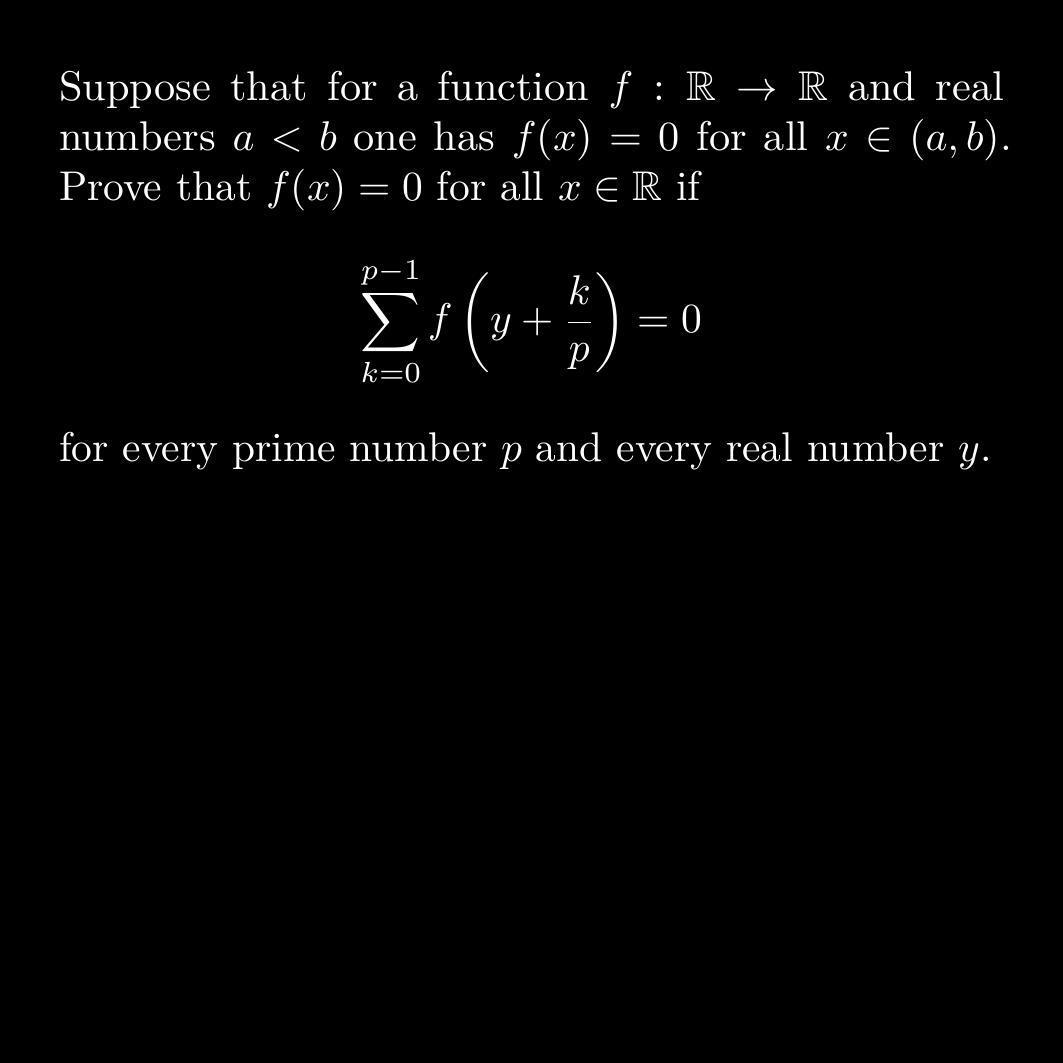 Suppose that for a function $f : \mathbb{R} \to \mathbb{R}$ and real
numbers $a < b$ one has $f(x) = 0$ for all $x \in (a, b)$.
Prove that $f(x) = 0$ for all $x \in \mathbb{R}$ if
$$\sum_{k=0}^{p-1} f\left(y + \frac{k}{p}\right) = 0$$
for every prime number $p$ and every real number $y$.